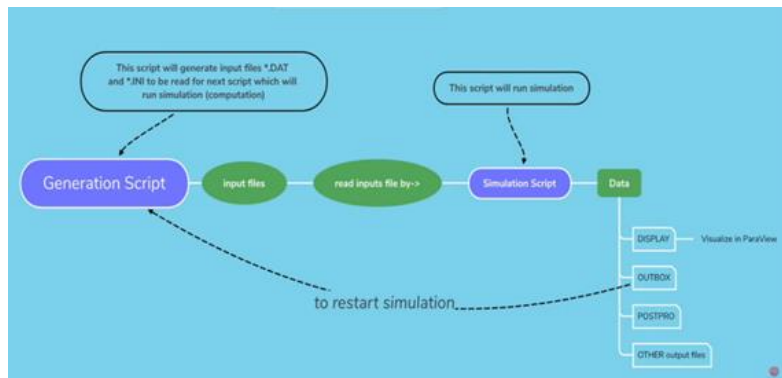 This script will generate input files *.DAT
and *.INI to be read for next script which will
run simulation (computation)
This script will run simulation
Generation Script
input files
read inputs file by->
Simulation Script
Data
DISPLAY
Visualize in ParaView
OUTBOX
to restart simulation
POSTPRO
OTHER output files